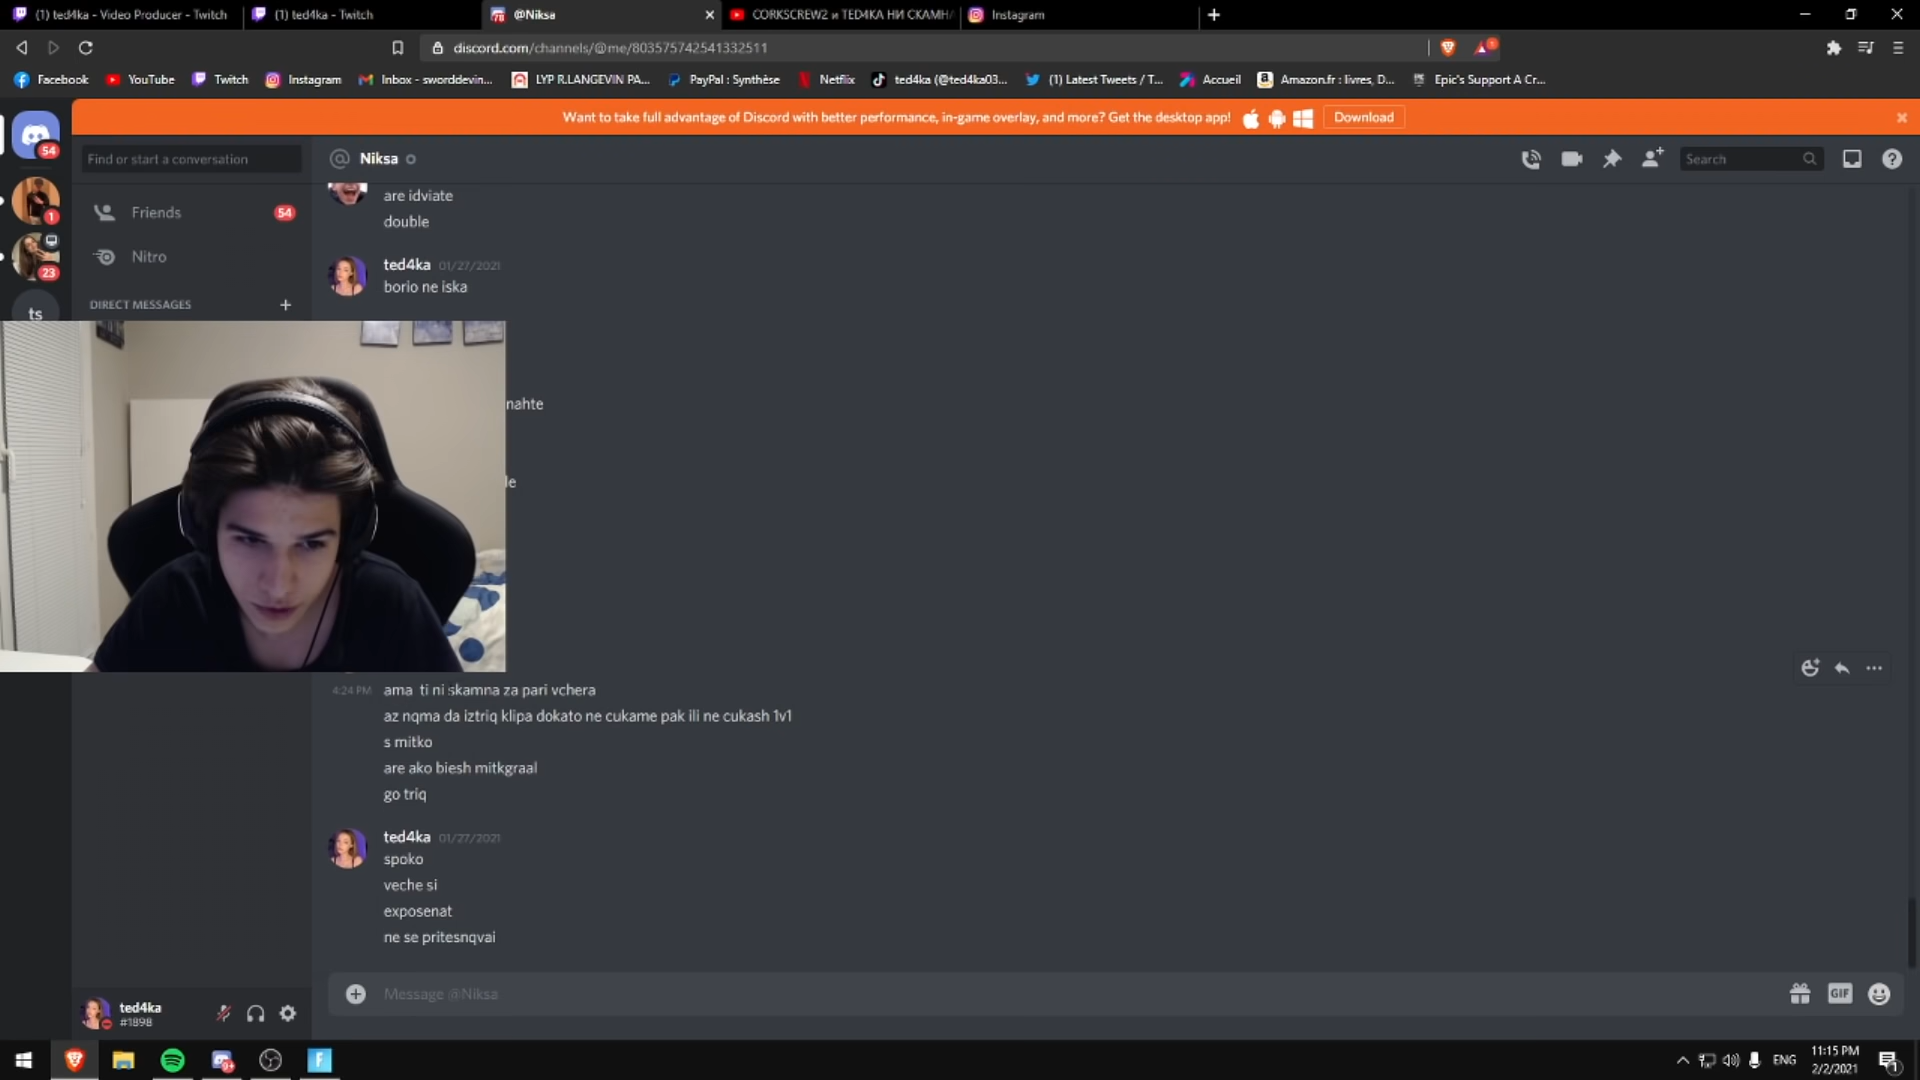 (1) ted4ka - Video Producer - Twitch
(1) ted4ka - Twitch
@Niksa
CORKSCREW2 и TED4KA НИ СКАМН
Instagram
discord.com/channels/@me/803575742541332511
Facebook
YouTube
Twitch
Instagram
Inbox - sworddevin...
LYP R.LANGEVIN PA...
PayPal : Synthèse
Netflix
ted4ka (@ted4ka03...
(1) Latest Tweets / T...
Accueil
Amazon.fr : livres, D...
Epic's Support A Cr...
Want to take full advantage of Discord with better performance, in-game overlay, and more? Get the desktop app!
Download
54
Find or start a conversation
@ Niksa
Search
1
Friends
54
23
Nitro
DIRECT MESSAGES
ts
are idviate
double
ted4ka 01/27/2021
borio ne iska
nahte
le
4:24 PM
ama ti ni skamna za pari vchera
az nqma da iztriq klipa dokato ne cukame pak ili ne cukash 1v1
s mitko
are ako biesh mitkgraal
go triq
ted4ka 01/27/2021
spoko
veche si
exposenat
ne se pritesnqvai
Message @Niksa
GIF
ted4ka
#1898
9+
ENG
11:15 PM
2/2/2021
1